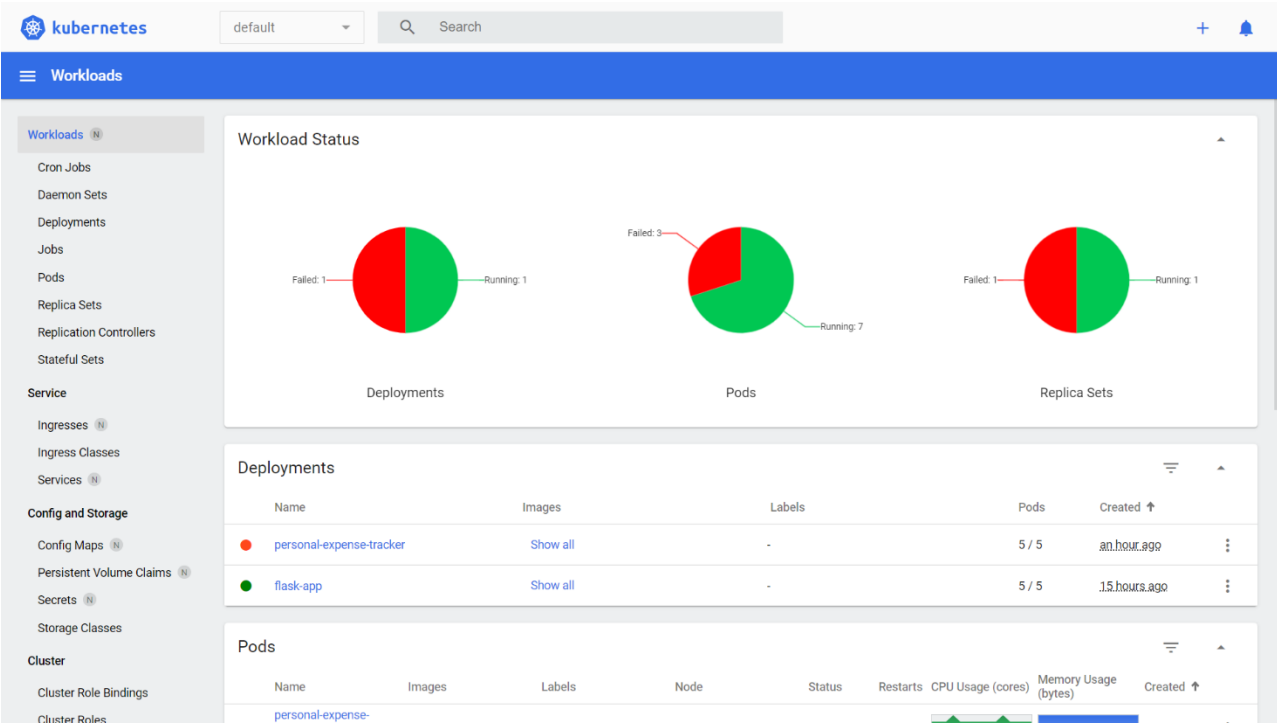 kubernetes
default
Search
Workloads
Workloads N
Cron Jobs
Daemon Sets
Deployments
Jobs
Pods
Replica Sets
Replication Controllers
Stateful Sets
Service
Ingresses N
Ingress Classes
Services N
Config and Storage
Config Maps N
Persistent Volume Claims N
Secrets N
Storage Classes
Cluster
Cluster Role Bindings
Cluster Roles
Workload Status
Failed: 1
Running: 1
Deployments
Failed: 3
Running: 7
Pods
Failed: 1
Running: 1
Replica Sets
Deployments
Name Images Labels Pods Created
personal-expense-tracker Show all - 5 / 5 an hour ago
flask-app Show all - 5 / 5 15 hours ago
Pods
Name Images Labels Node Status Restarts CPU Usage (cores) Memory Usage (bytes) Created
personal-expense-